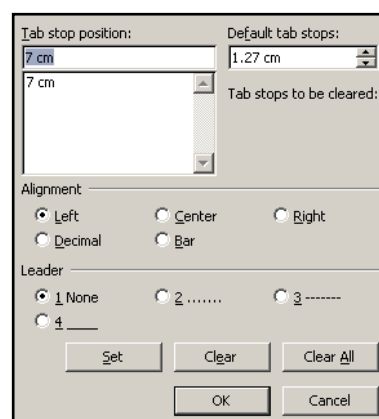 Tab stop position: Default tab stops:
7 cm 1.27 cm
7 cm
Tab stops to be cleared:
Alignment
Left Center Right
Decimal Bar
Leader
1 None 2 ....... 3 -------
4 ____
Set Clear Clear All
OK Cancel